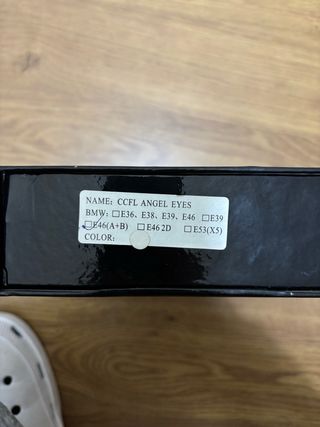 NAME: CCFL ANGEL EYES
BMW: □E36、E38、E39、E46 □E39
□E46(A+B) □E46 2D □E53(X5)
COLOR: